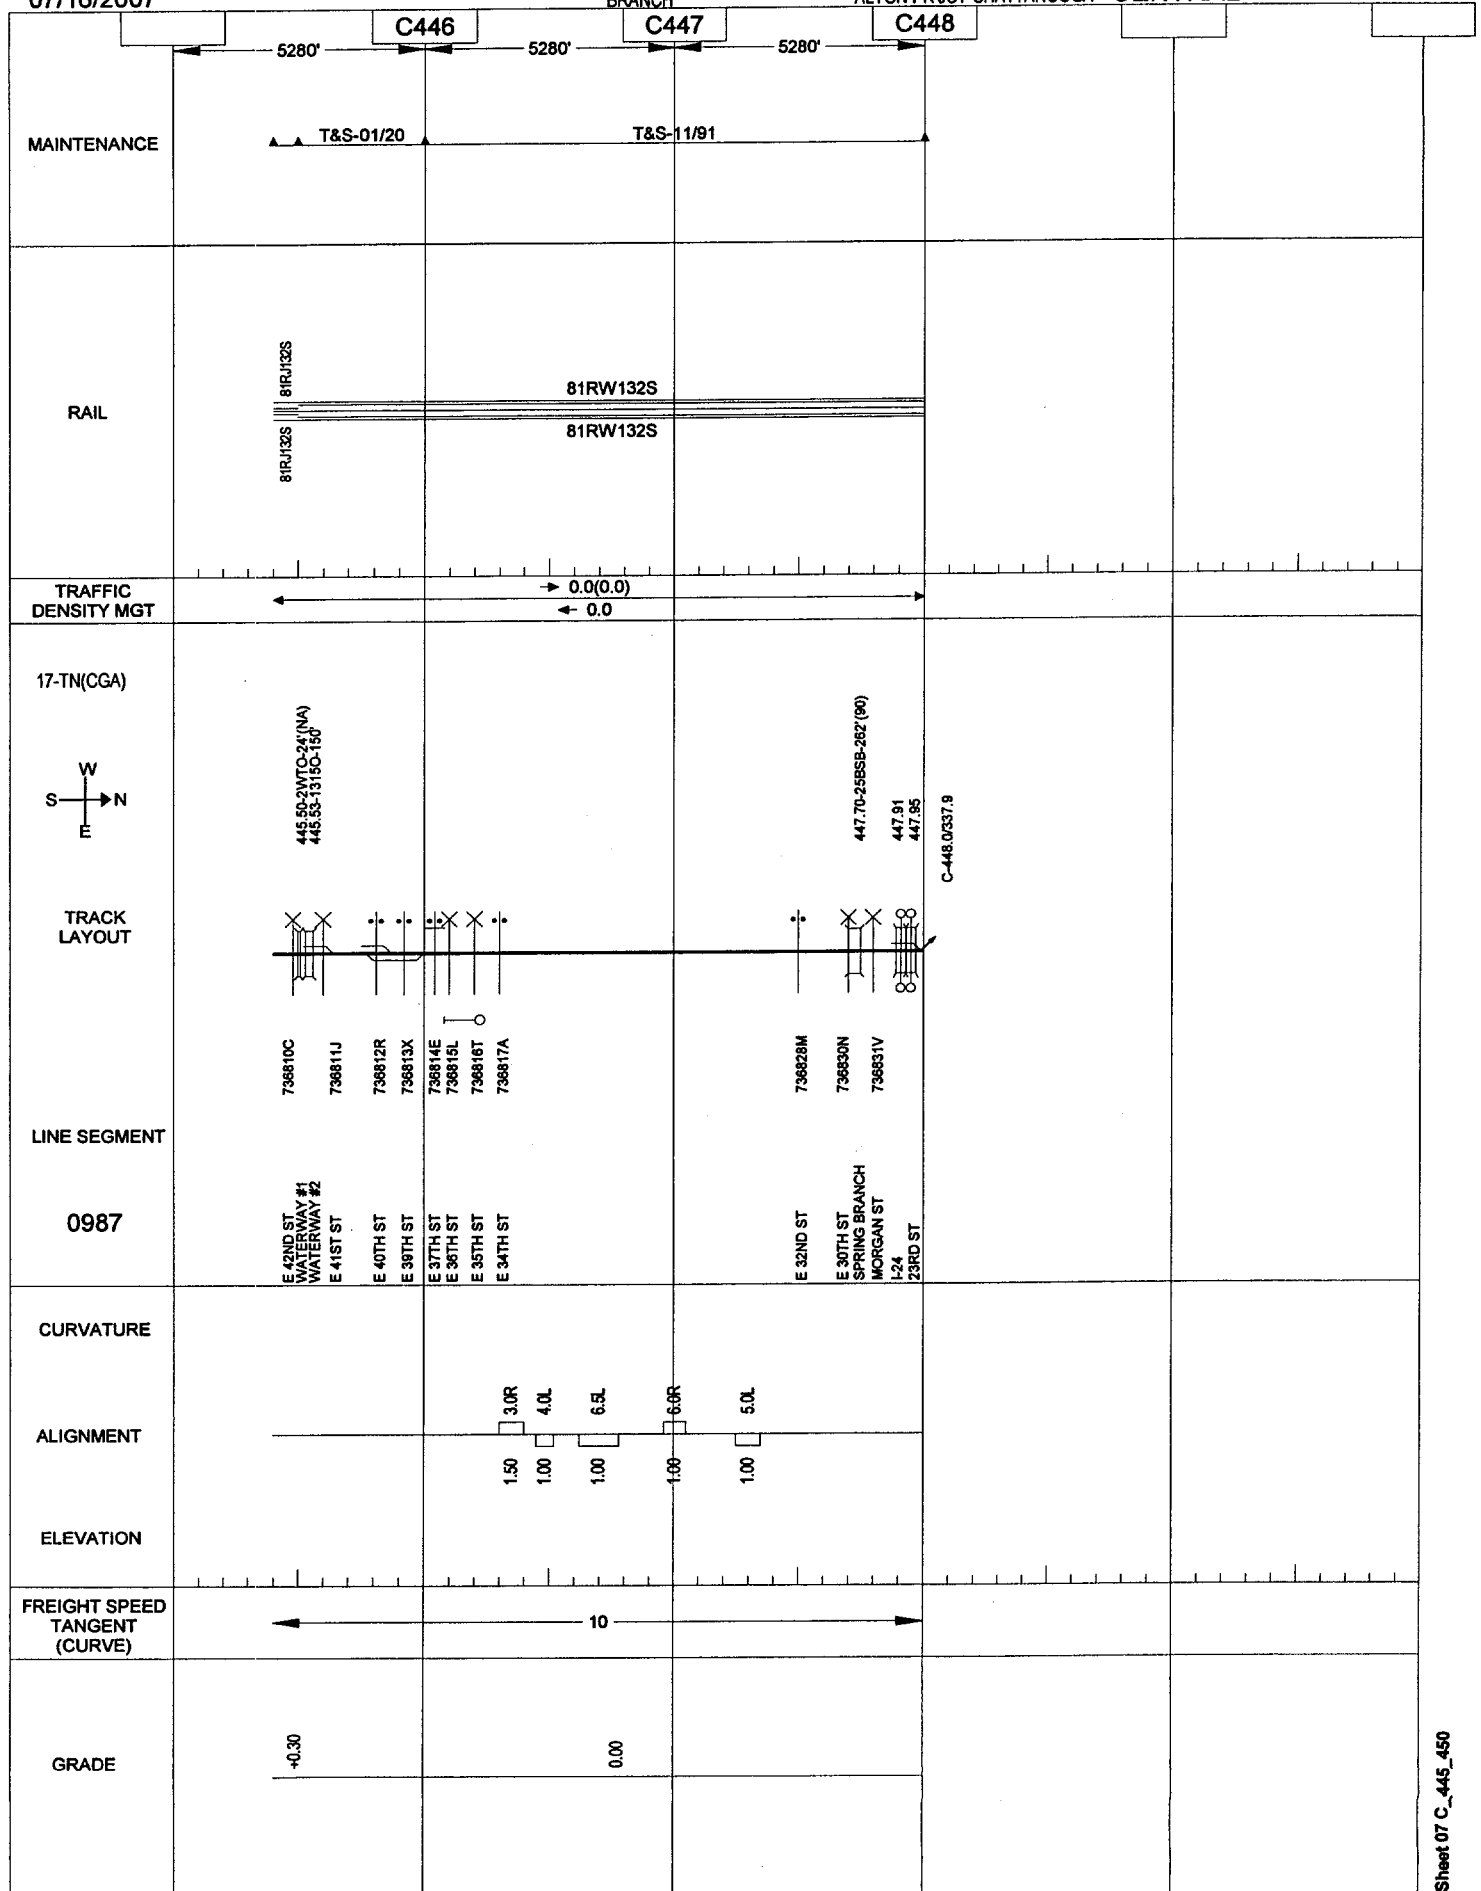 C446
C447
C448
5280'
5280'
5280'
MAINTENANCE
T&S-01/20
T&S-11/91
RAIL
81RJ132S
81RJ132S
81RW132S
81RW132S
TRAFFIC
DENSITY MGT
0.0(0.0)
0.0
17-TN(CGA)
W
S
N
E
445.50-2WTO-24'(NA)
445.53-1315O-150'
447.70-25BSB-262'(90)
447.91
447.95
C-448.0/337.9
TRACK
LAYOUT
736810C
736811J
736812R
736813X
736814E
736815L
736816T
736817A
736828M
736830N
736831V
LINE SEGMENT
0987
E 42ND ST
WATERWAY #1
WATERWAY #2
E 41ST ST
E 40TH ST
E 39TH ST
E 37TH ST
E 36TH ST
E 35TH ST
E 34TH ST
E 32ND ST
E 30TH ST
SPRING BRANCH
MORGAN ST
I-24
23RD ST
CURVATURE
3.0R
4.0L
6.5L
6.0R
5.0L
ALIGNMENT
1.50
1.00
1.00
1.00
1.00
ELEVATION
FREIGHT SPEED
TANGENT
(CURVE)
10
GRADE
+0.30
0.00
Sheet 07 C_445_450